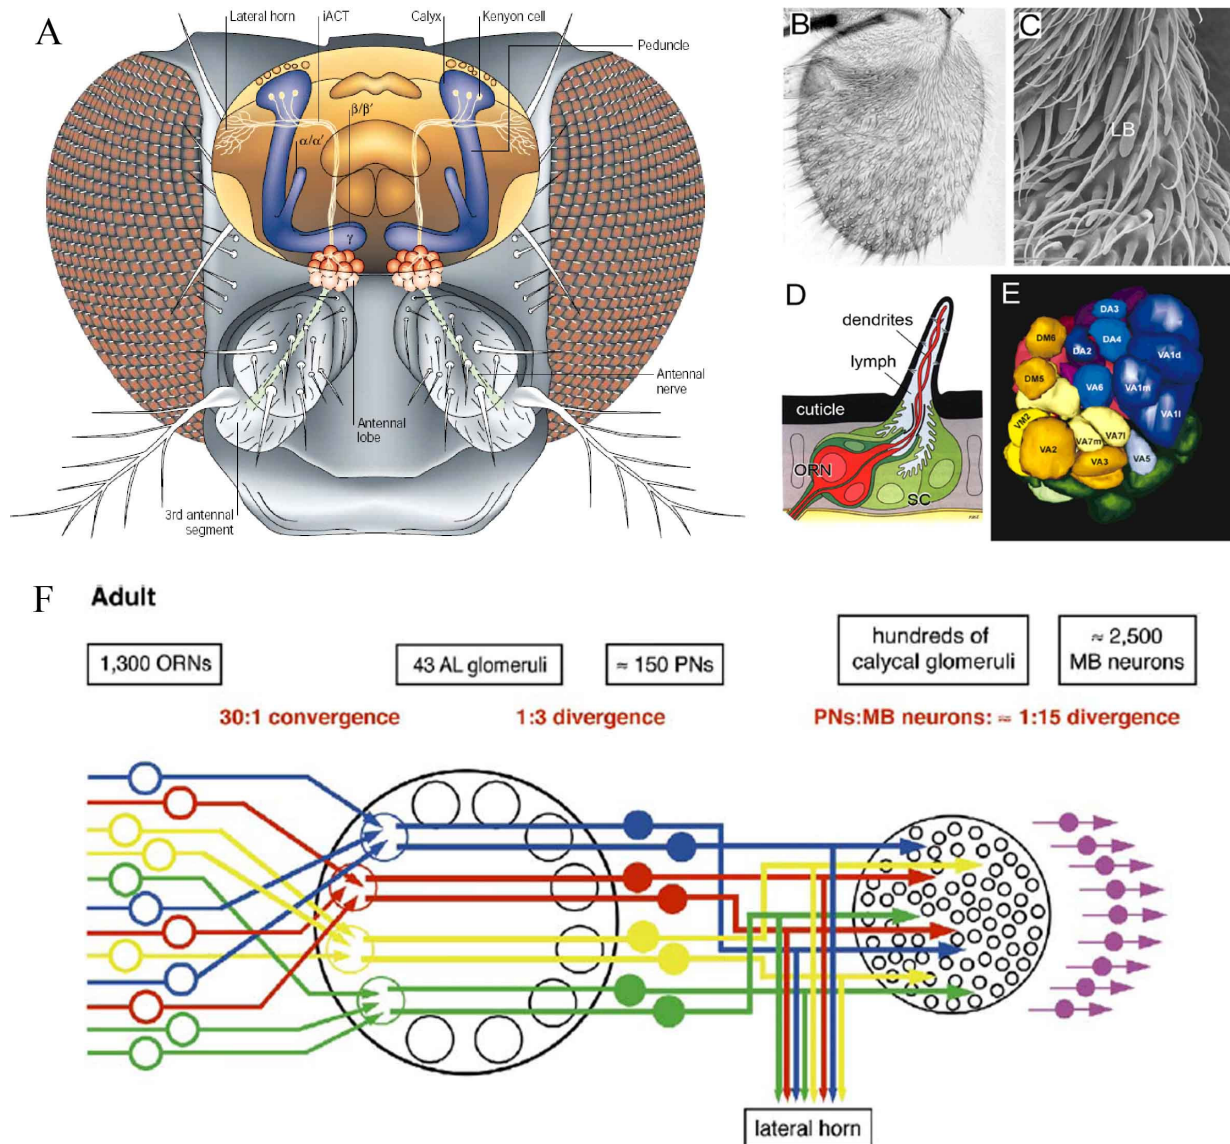 A
Lateral horn
iACT
Calyx
Kenyon cell
Peduncle
β/β′
α/α′
γ
Antennal
nerve
Antennal
lobe
3rd antennal
segment
B
C
LB
D
dendrites
lymph
cuticle
ORN
SC
E
DA3
DM6
DA2
DA4
VA1d
DM5
VA6
VA1m
VA1l
VM2
VA7l
VA7m
VA2
VA3
VA5
F
Adult
1,300 ORNs
43 AL glomeruli
≈ 150 PNs
hundreds of
calycal glomeruli
≈ 2,500
MB neurons
30:1 convergence
1:3 divergence
PNs:MB neurons: ≈ 1:15 divergence
lateral horn